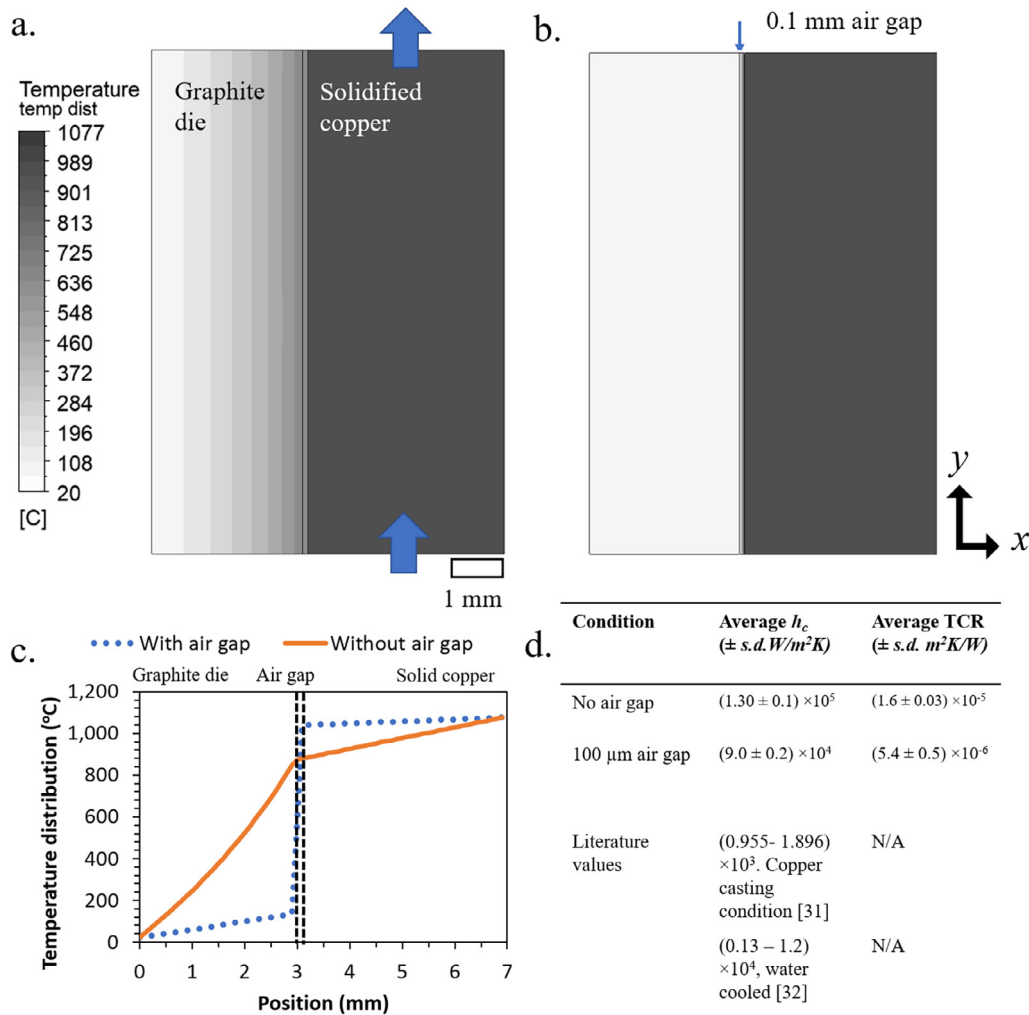 a.
Temperature
temp dist
1077
989
901
813
725
636
548
460
372
284
196
108
20
[C]
Graphite
die
Solidified
copper
1 mm
b.
0.1 mm air gap
y
x
c.
With air gap
Without air gap
Graphite die
Air gap
Solid copper
Temperature distribution (ºC)
1,200
1,000
800
600
400
200
0
0
1
2
3
4
5
6
7
Position (mm)
d.
Condition
Average hc
(± s.d.W/m²K)
Average TCR
(± s.d. m²K/W)
No air gap
(1.30 ± 0.1) ×10⁵
(1.6 ± 0.03) ×10⁻⁵
100 µm air gap
(9.0 ± 0.2) ×10⁴
(5.4 ± 0.5) ×10⁻⁶
Literature
values
(0.955- 1.896)
×10³. Copper
casting
condition [31]
N/A
(0.13 – 1.2)
×10⁴, water
cooled [32]
N/A